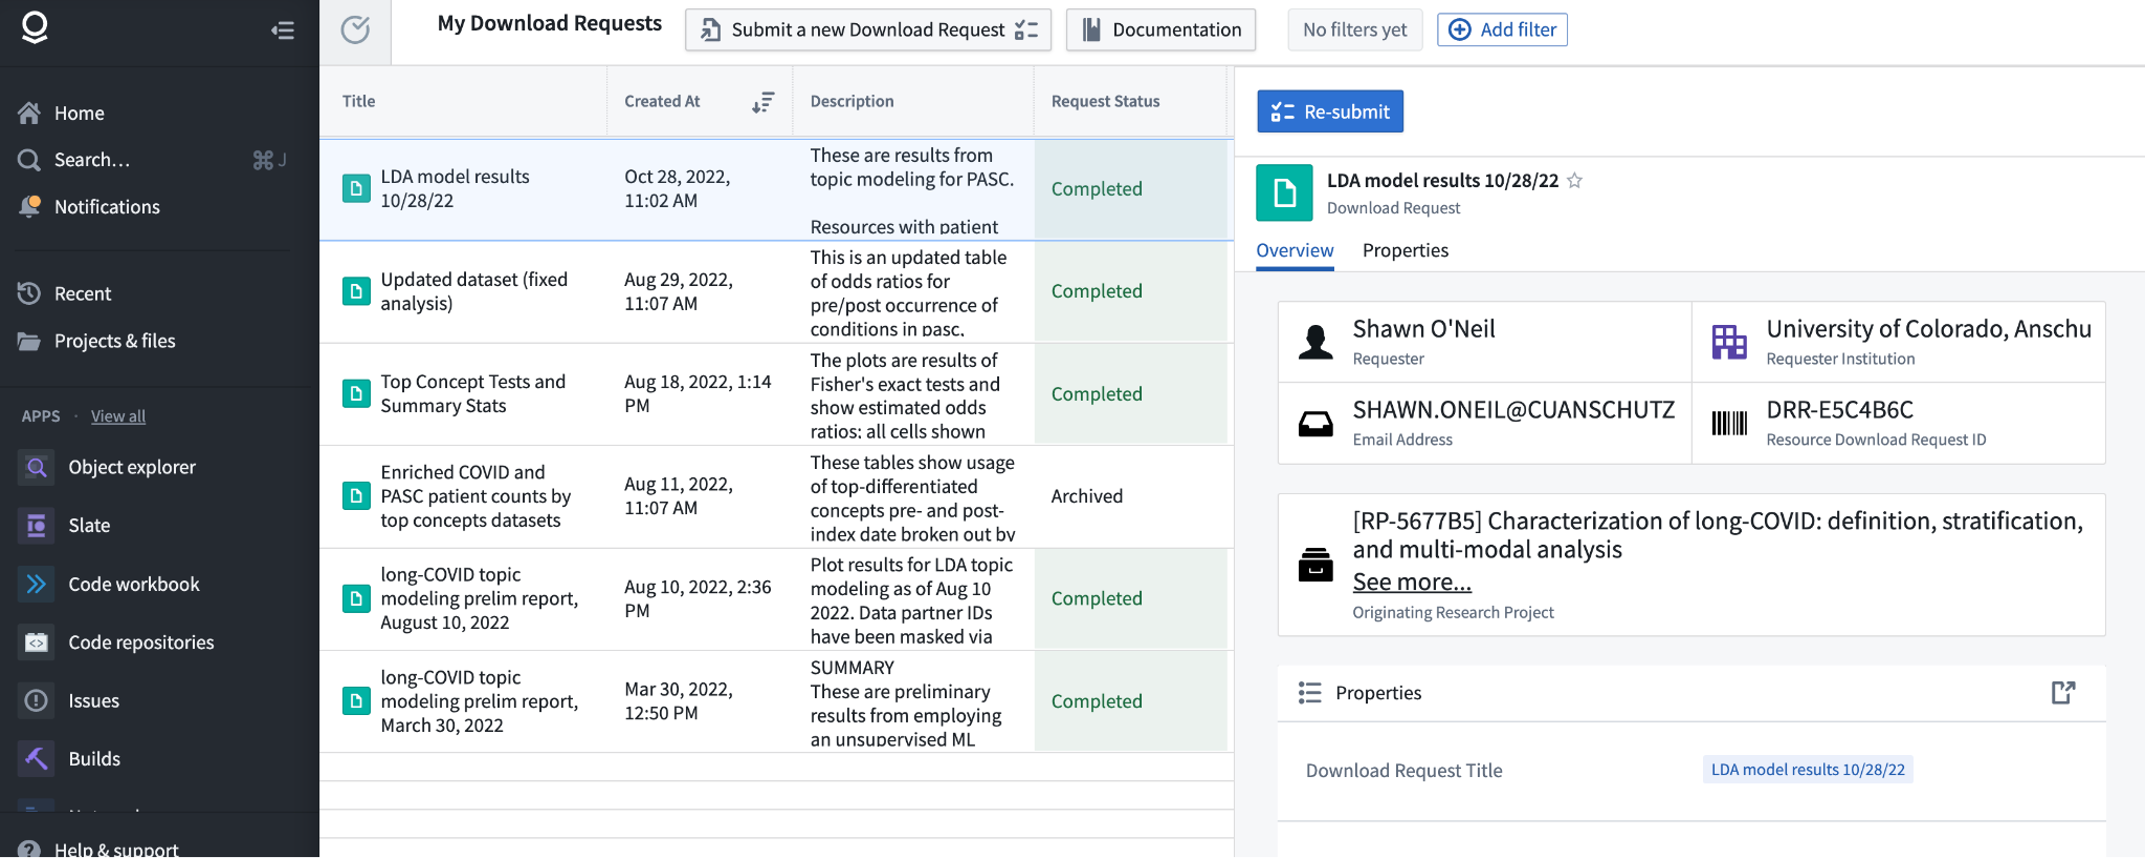 My Download Requests
Submit a new Download Request
Documentation
No filters yet
Add filter
Home
Search…
⌘ J
Notifications
Recent
Projects & files
APPS · View all
Object explorer
Slate
Code workbook
Code repositories
Issues
Builds
Help & support
Title
Created At
Description
Request Status
LDA model results
10/28/22
Oct 28, 2022,
11:02 AM
These are results from
topic modeling for PASC.
Resources with patient
Completed
Updated dataset (fixed
analysis)
Aug 29, 2022,
11:07 AM
This is an updated table
of odds ratios for
pre/post occurrence of
conditions in pasc.
Completed
Top Concept Tests and
Summary Stats
Aug 18, 2022, 1:14
PM
The plots are results of
Fisher's exact tests and
show estimated odds
ratios: all cells shown
Completed
Enriched COVID and
PASC patient counts by
top concepts datasets
Aug 11, 2022,
11:07 AM
These tables show usage
of top-differentiated
concepts pre- and post-
index date broken out by
Archived
long-COVID topic
modeling prelim report,
August 10, 2022
Aug 10, 2022, 2:36
PM
Plot results for LDA topic
modeling as of Aug 10
2022. Data partner IDs
have been masked via
Completed
long-COVID topic
modeling prelim report,
March 30, 2022
Mar 30, 2022,
12:50 PM
SUMMARY
These are preliminary
results from employing
an unsupervised ML
Completed
Re-submit
LDA model results 10/28/22
Download Request
Overview
Properties
Shawn O'Neil
Requester
University of Colorado, Anschu
Requester Institution
SHAWN.ONEIL@CUANSCHUTZ
Email Address
DRR-E5C4B6C
Resource Download Request ID
[RP-5677B5] Characterization of long-COVID: definition, stratification,
and multi-modal analysis
See more...
Originating Research Project
Properties
Download Request Title
LDA model results 10/28/22